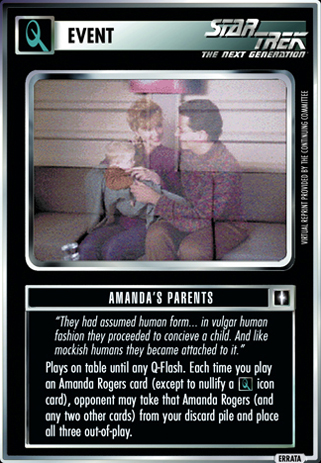 Q EVENT
STAR TREK
THE NEXT GENERATION®
VIRTUAL REPRINT PROVIDED BY THE CONTINUING COMMITTEE
AMANDA'S PARENTS
"They had assumed human form... in vulgar human
fashion they proceeded to concieve a child. And like
mockish humans they became attached to it."
Plays on table until any Q-Flash. Each time you play
an Amanda Rogers card (except to nullify a Q icon
card), opponent may take that Amanda Rogers (and
any two other cards) from your discard pile and place
all three out-of-play.
ERRATA